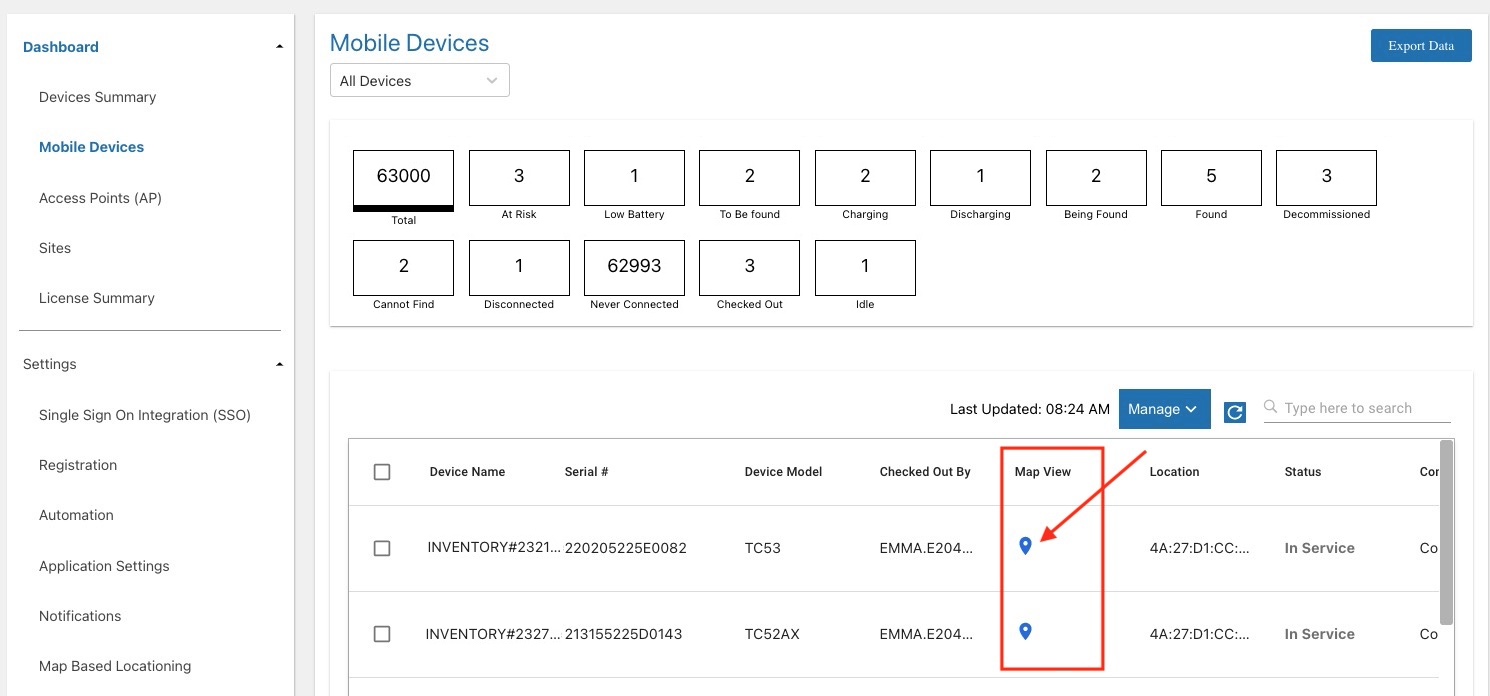 Dashboard
Devices Summary
Mobile Devices
Access Points (AP)
Sites
License Summary
Settings
Single Sign On Integration (SSO)
Registration
Automation
Application Settings
Notifications
Map Based Locationing
Mobile Devices
Export Data
All Devices
63000 3 1 2 2 1 2 5 3
Total At Risk Low Battery To Be found Charging Discharging Being Found Found Decommissioned
2 1 62993 3 1
Cannot Find Disconnected Never Connected Checked Out Idle
Last Updated: 08:24 AM Manage Type here to search
Device Name Serial # Device Model Checked Out By Map View Location Status Cor
INVENTORY#2321... 220205225E0082 TC53 EMMA.E204... 4A:27:D1:CC:... In Service Co
INVENTORY#2327... 213155225D0143 TC52AX EMMA.E204... 4A:27:D1:CC:... In Service Co